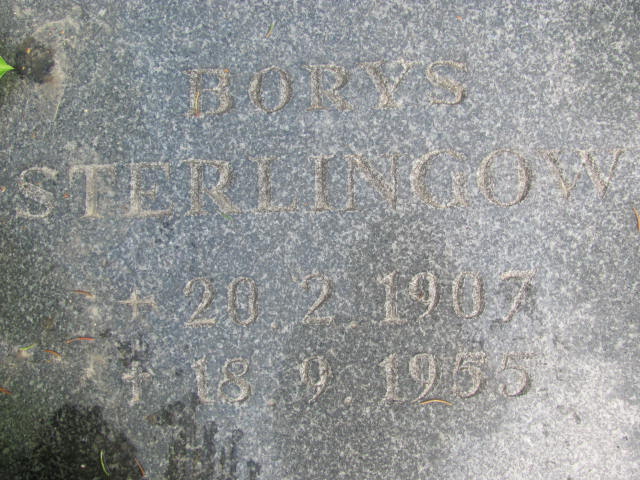 BORYS
STERLINGOW
+ 20.2.1907
† 18.9.1955